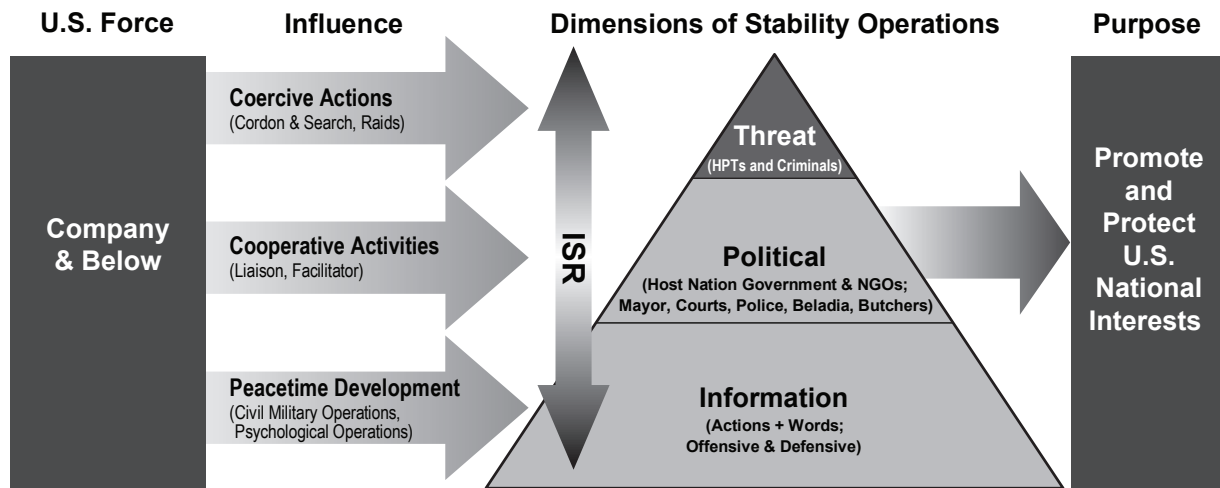 U.S. Force
Influence
Dimensions of Stability Operations
Purpose
Company
& Below
Coercive Actions
(Cordon & Search, Raids)
Cooperative Activities
(Liaison, Facilitator)
Peacetime Development
(Civil Military Operations,
Psychological Operations)
ISR
Threat
(HPTs and Criminals)
Political
(Host Nation Government & NGOs;
Mayor, Courts, Police, Beladia, Butchers)
Information
(Actions + Words;
Offensive & Defensive)
Promote
and
Protect
U.S.
National
Interests